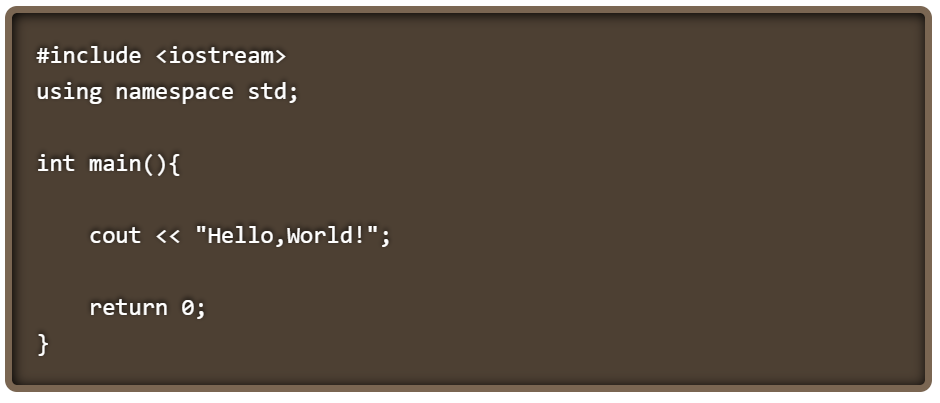 #include <iostream>
using namespace std;
int main(){
    cout << "Hello,World!";
    return 0;
}